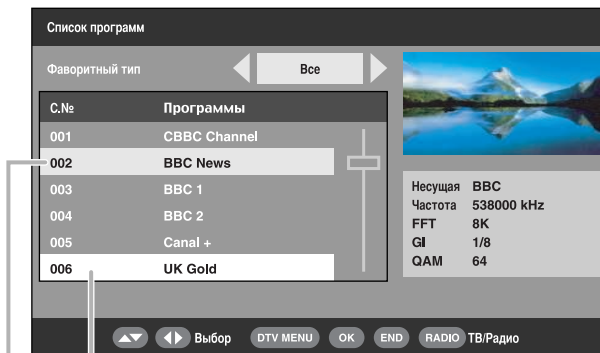 Список программ
Фаворитный тип Все
С.№ Программы
001 CBBC Channel
002 BBC News
003 BBC 1
004 BBC 2
005 Canal +
006 UK Gold
Несущая BBC
Частота 538000 kHz
FFT 8K
GI 1/8
QAM 64
Выбор DTV MENU OK END RADIO ТВ/Радио